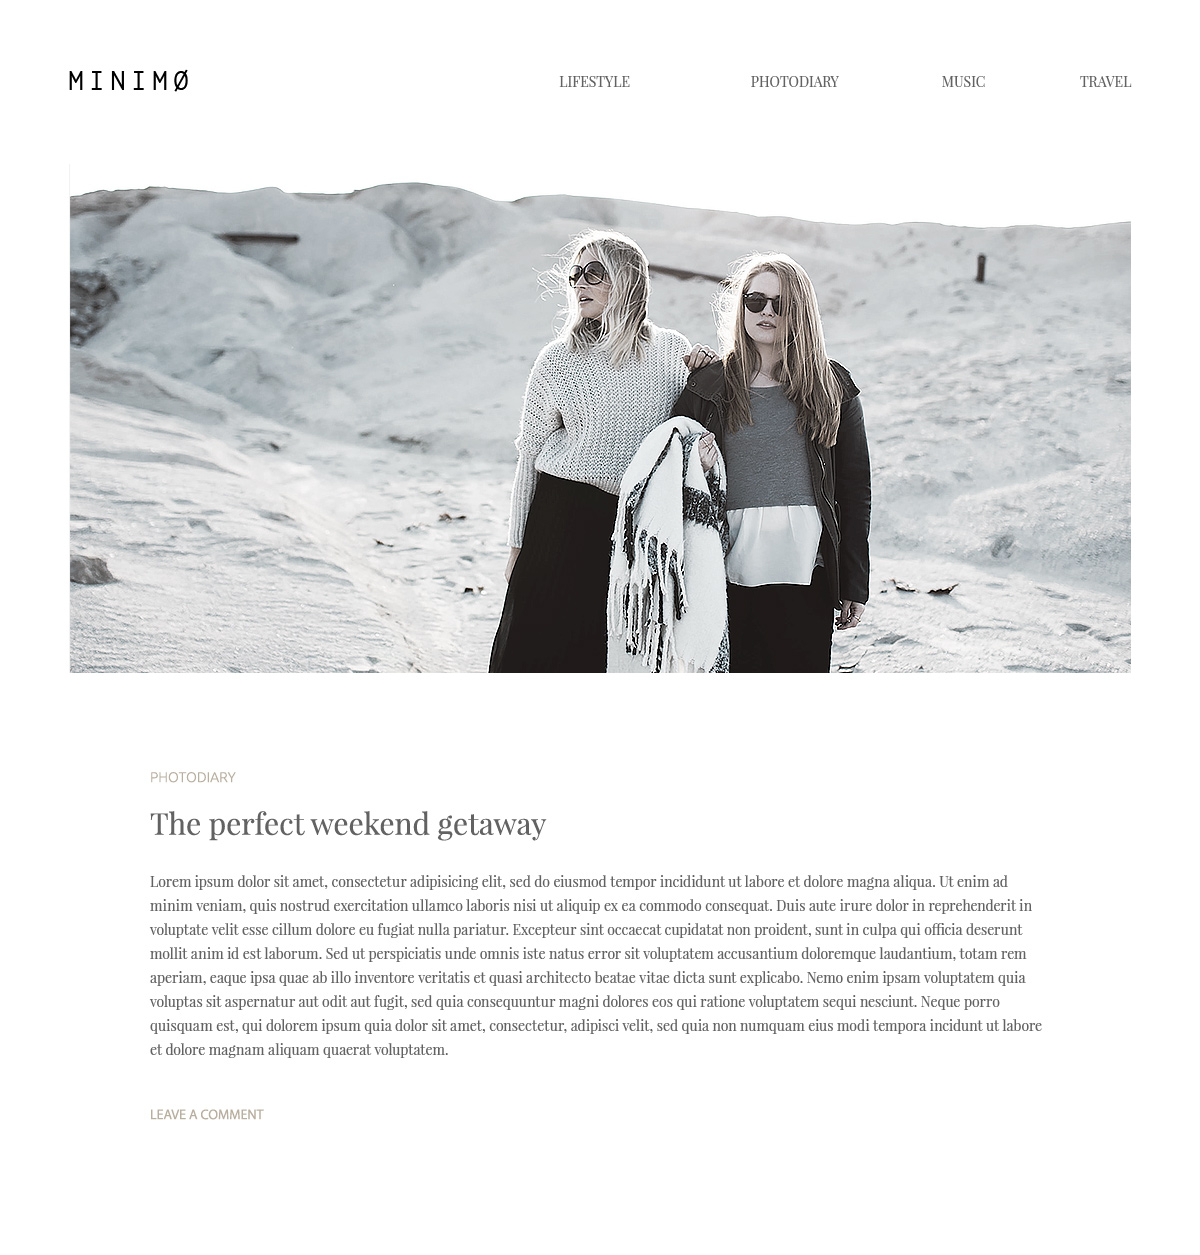 MINIMØ
LIFESTYLE PHOTODIARY MUSIC TRAVEL
PHOTODIARY
The perfect weekend getaway
Lorem ipsum dolor sit amet, consectetur adipisicing elit, sed do eiusmod tempor incididunt ut labore et dolore magna aliqua. Ut enim ad
minim veniam, quis nostrud exercitation ullamco laboris nisi ut aliquip ex ea commodo consequat. Duis aute irure dolor in reprehenderit in
voluptate velit esse cillum dolore eu fugiat nulla pariatur. Excepteur sint occaecat cupidatat non proident, sunt in culpa qui officia deserunt
mollit anim id est laborum. Sed ut perspiciatis unde omnis iste natus error sit voluptatem accusantium doloremque laudantium, totam rem
aperiam, eaque ipsa quae ab illo inventore veritatis et quasi architecto beatae vitae dicta sunt explicabo. Nemo enim ipsam voluptatem quia
voluptas sit aspernatur aut odit aut fugit, sed quia consequuntur magni dolores eos qui ratione voluptatem sequi nesciunt. Neque porro
quisquam est, qui dolorem ipsum quia dolor sit amet, consectetur, adipisci velit, sed quia non numquam eius modi tempora incidunt ut labore
et dolore magnam aliquam quaerat voluptatem.
LEAVE A COMMENT